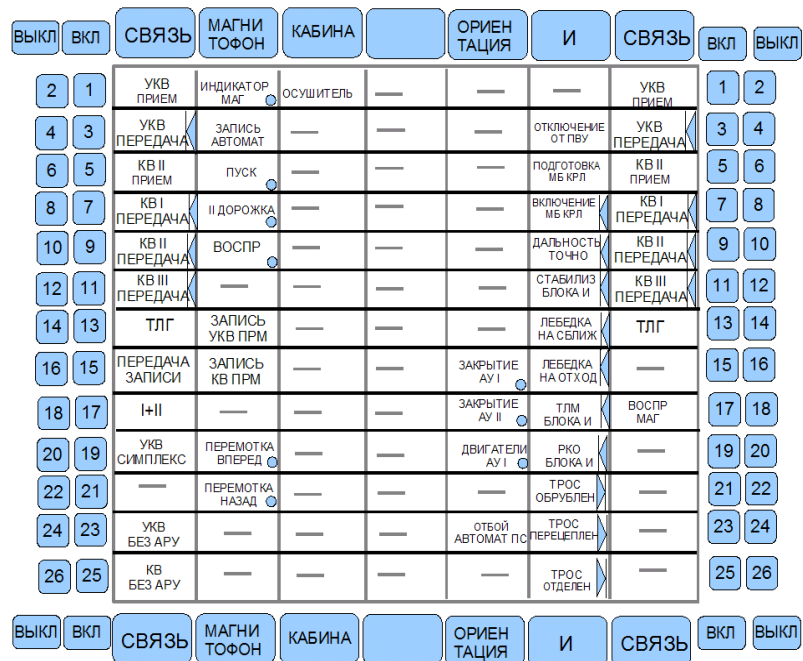 ВЫКЛ ВКЛ СВЯЗЬ МАГНИ КАБИНА ОРИЕН И СВЯЗЬ ВКЛ ВЫКЛ
ТОФОН ТАЦИЯ
2 1 УКВ ИНДИКАТОР ОСУШИТЕЛЬ — — — УКВ 1 2
ПРИЕМ МАГ ПРИЕМ
4 3 УКВ ЗАПИСЬ — — — ОТКЛЮЧЕНИЕ УКВ 3 4
ПЕРЕДАЧА АВТОМАТ ОТ ПВУ ПЕРЕДАЧА
6 5 КВ II ПУСК — — — ПОДГОТОВКА КВ II 5 6
ПРИЕМ МБ КРЛ ПРИЕМ
8 7 КВ I II ДОРОЖКА — — — ВКЛЮЧЕНИЕ КВ I 7 8
ПЕРЕДАЧА МБ КРЛ ПЕРЕДАЧА
10 9 КВ II ВОСПР — — — ДАЛЬНОСТЬ КВ II 9 10
ПЕРЕДАЧА ТОЧНО ПЕРЕДАЧА
12 11 КВ III — — — — СТАБИЛИЗ КВ III 11 12
ПЕРЕДАЧА БЛОКА И ПЕРЕДАЧА
14 13 ТЛГ ЗАПИСЬ — — — ЛЕБЕДКА ТЛГ 13 14
УКВ ПРМ НА СБЛИЖ
16 15 ПЕРЕДАЧА ЗАПИСЬ — — ЗАКРЫТИЕ ЛЕБЕДКА — 15 16
ЗАПИСИ КВ ПРМ АУ I НА ОТХОД
18 17 I+II — — — ЗАКРЫТИЕ ТЛМ ВОСПР 17 18
АУ II БЛОКА И МАГ
20 19 УКВ ПЕРЕМОТКА — — ДВИГАТЕЛИ РКО — 19 20
СИМПЛЕКС ВПЕРЕД АУ I БЛОКА И
22 21 — ПЕРЕМОТКА — — — ТРОС — 21 22
НАЗАД ОБРУБЛЕН
24 23 УКВ — — — ОТБОЙ ТРОС — 23 24
БЕЗ АРУ АВТОМАТ ПС ПЕРЕЦЕПЛЕН
26 25 КВ — — — — ТРОС — 25 26
БЕЗ АРУ ОТДЕЛЕН
ВЫКЛ ВКЛ СВЯЗЬ МАГНИ КАБИНА ОРИЕН И СВЯЗЬ ВКЛ ВЫКЛ
ТОФОН ТАЦИЯ